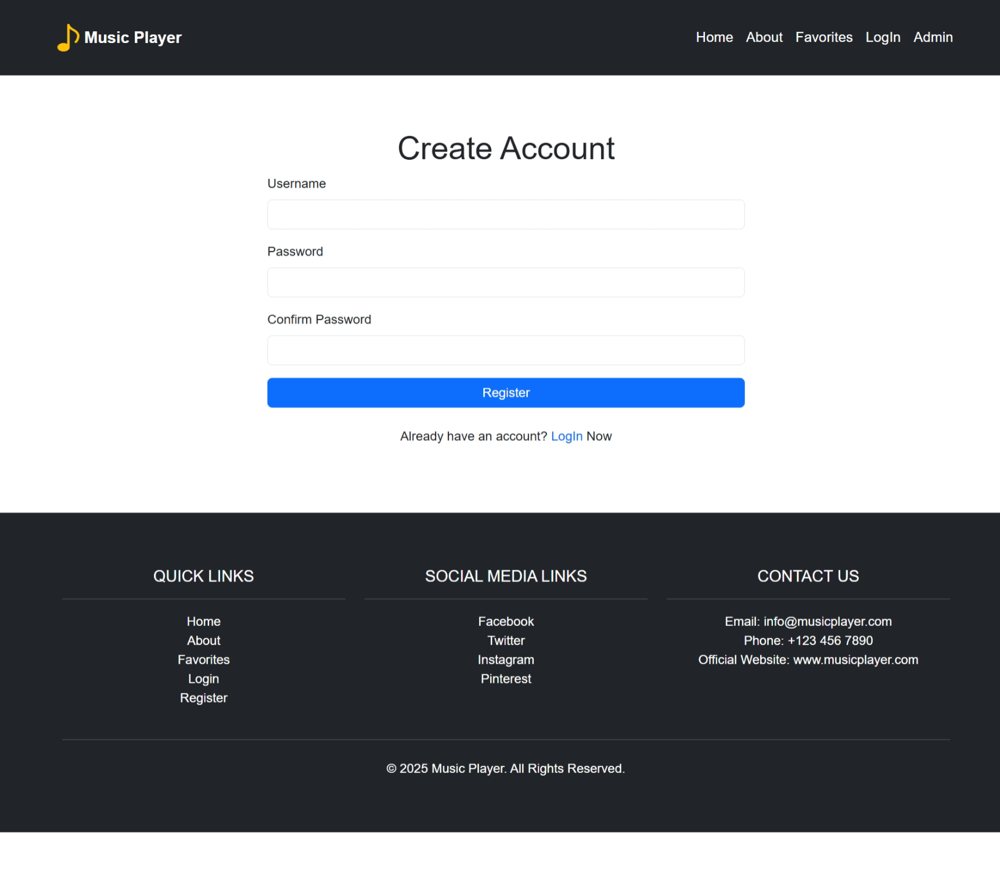 Music Player
Home About Favorites LogIn Admin
Create Account
Username
Password
Confirm Password
Register
Already have an account? LogIn Now
QUICK LINKS
Home
About
Favorites
Login
Register
SOCIAL MEDIA LINKS
Facebook
Twitter
Instagram
Pinterest
CONTACT US
Email: info@musicplayer.com
Phone: +123 456 7890
Official Website: www.musicplayer.com
© 2025 Music Player. All Rights Reserved.